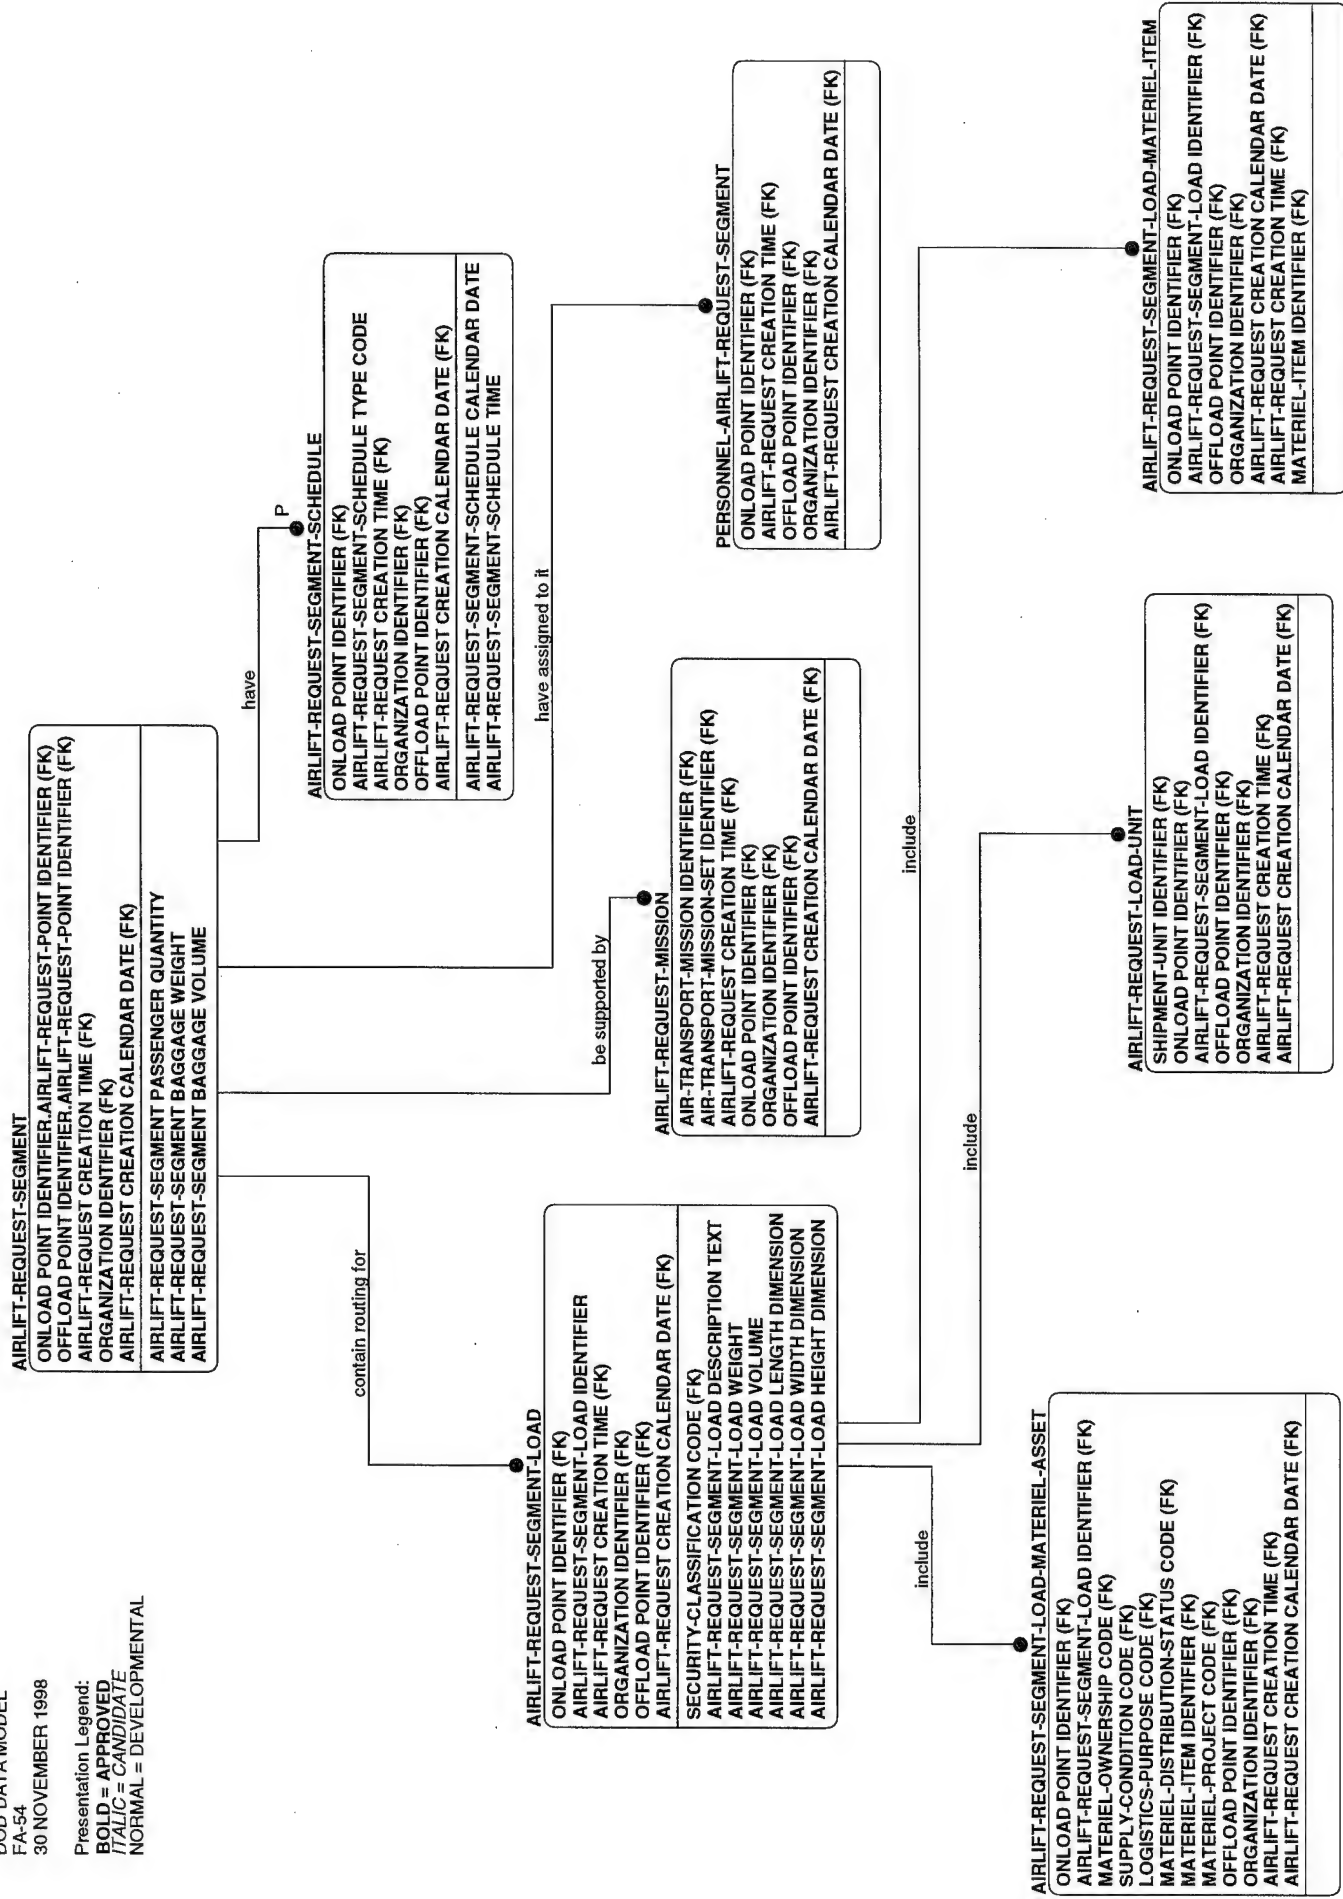 DOD DATA MODEL
FA-54
30 NOVEMBER 1998
Presentation Legend:
BOLD = APPROVED
ITALIC = CANDIDATE
NORMAL = DEVELOPMENTAL
AIRLIFT-REQUEST-SEGMENT
ONLOAD POINT IDENTIFIER.AIRLIFT-REQUEST-POINT IDENTIFIER (FK)
OFFLOAD POINT IDENTIFIER.AIRLIFT-REQUEST-POINT IDENTIFIER (FK)
AIRLIFT-REQUEST CREATION TIME (FK)
ORGANIZATION IDENTIFIER (FK)
AIRLIFT-REQUEST CREATION CALENDAR DATE (FK)
AIRLIFT-REQUEST-SEGMENT PASSENGER QUANTITY
AIRLIFT-REQUEST-SEGMENT BAGGAGE WEIGHT
AIRLIFT-REQUEST-SEGMENT BAGGAGE VOLUME
contain routing for
be supported by
have assigned to it
have
P
AIRLIFT-REQUEST-SEGMENT-SCHEDULE
ONLOAD POINT IDENTIFIER (FK)
AIRLIFT-REQUEST-SEGMENT-SCHEDULE TYPE CODE
AIRLIFT-REQUEST CREATION TIME (FK)
ORGANIZATION IDENTIFIER (FK)
OFFLOAD POINT IDENTIFIER (FK)
AIRLIFT-REQUEST CREATION CALENDAR DATE (FK)
AIRLIFT-REQUEST-SEGMENT-SCHEDULE CALENDAR DATE
AIRLIFT-REQUEST-SEGMENT-SCHEDULE TIME
AIRLIFT-REQUEST-SEGMENT-LOAD
ONLOAD POINT IDENTIFIER (FK)
AIRLIFT-REQUEST-SEGMENT-LOAD IDENTIFIER
AIRLIFT-REQUEST CREATION TIME (FK)
ORGANIZATION IDENTIFIER (FK)
OFFLOAD POINT IDENTIFIER (FK)
AIRLIFT-REQUEST CREATION CALENDAR DATE (FK)
SECURITY-CLASSIFICATION CODE (FK)
AIRLIFT-REQUEST-SEGMENT-LOAD DESCRIPTION TEXT
AIRLIFT-REQUEST-SEGMENT-LOAD WEIGHT
AIRLIFT-REQUEST-SEGMENT-LOAD VOLUME
AIRLIFT-REQUEST-SEGMENT-LOAD LENGTH DIMENSION
AIRLIFT-REQUEST-SEGMENT-LOAD WIDTH DIMENSION
AIRLIFT-REQUEST-SEGMENT-LOAD HEIGHT DIMENSION
AIRLIFT-REQUEST-MISSION
AIR-TRANSPORT-MISSION IDENTIFIER (FK)
AIR-TRANSPORT-MISSION-SET IDENTIFIER (FK)
AIRLIFT-REQUEST CREATION TIME (FK)
ONLOAD POINT IDENTIFIER (FK)
ORGANIZATION IDENTIFIER (FK)
OFFLOAD POINT IDENTIFIER (FK)
AIRLIFT-REQUEST CREATION CALENDAR DATE (FK)
PERSONNEL-AIRLIFT-REQUEST-SEGMENT
ONLOAD POINT IDENTIFIER (FK)
AIRLIFT-REQUEST CREATION TIME (FK)
OFFLOAD POINT IDENTIFIER (FK)
ORGANIZATION IDENTIFIER (FK)
AIRLIFT-REQUEST CREATION CALENDAR DATE (FK)
include
include
include
AIRLIFT-REQUEST-SEGMENT-LOAD-MATERIEL-ASSET
ONLOAD POINT IDENTIFIER (FK)
AIRLIFT-REQUEST-SEGMENT-LOAD IDENTIFIER (FK)
MATERIEL-OWNERSHIP CODE (FK)
SUPPLY-CONDITION CODE (FK)
LOGISTICS-PURPOSE CODE (FK)
MATERIEL-DISTRIBUTION-STATUS CODE (FK)
MATERIEL-ITEM IDENTIFIER (FK)
MATERIEL-PROJECT CODE (FK)
OFFLOAD POINT IDENTIFIER (FK)
ORGANIZATION IDENTIFIER (FK)
AIRLIFT-REQUEST CREATION TIME (FK)
AIRLIFT-REQUEST CREATION CALENDAR DATE (FK)
AIRLIFT-REQUEST-LOAD-UNIT
SHIPMENT-UNIT IDENTIFIER (FK)
ONLOAD POINT IDENTIFIER (FK)
AIRLIFT-REQUEST-SEGMENT-LOAD IDENTIFIER (FK)
OFFLOAD POINT IDENTIFIER (FK)
ORGANIZATION IDENTIFIER (FK)
AIRLIFT-REQUEST CREATION TIME (FK)
AIRLIFT-REQUEST CREATION CALENDAR DATE (FK)
AIRLIFT-REQUEST-SEGMENT-LOAD-MATERIEL-ITEM
ONLOAD POINT IDENTIFIER (FK)
AIRLIFT-REQUEST-SEGMENT-LOAD IDENTIFIER (FK)
OFFLOAD POINT IDENTIFIER (FK)
ORGANIZATION IDENTIFIER (FK)
AIRLIFT-REQUEST CREATION CALENDAR DATE (FK)
AIRLIFT-REQUEST CREATION TIME (FK)
MATERIEL-ITEM IDENTIFIER (FK)